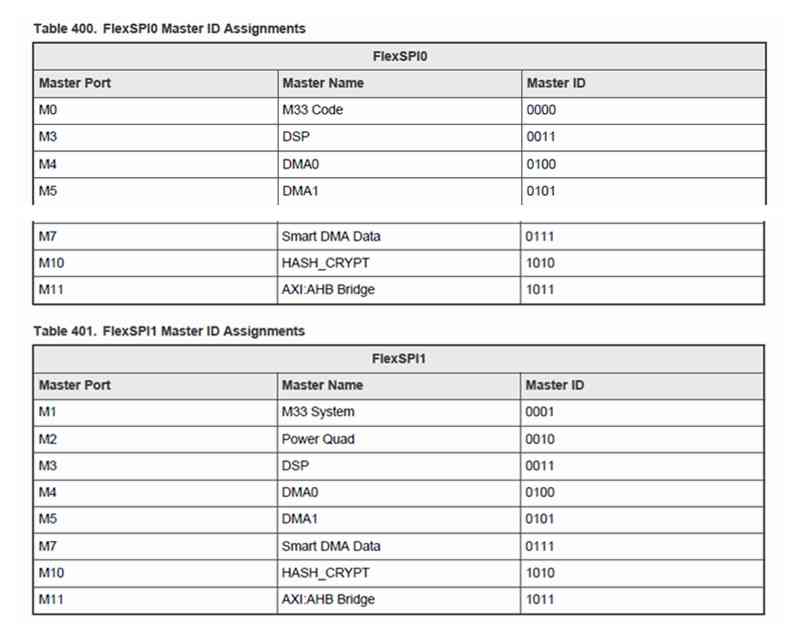 Table 400. FlexSPI0 Master ID Assignments
FlexSPI0
Master Port Master Name Master ID
M0 M33 Code 0000
M3 DSP 0011
M4 DMA0 0100
M5 DMA1 0101
M7 Smart DMA Data 0111
M10 HASH_CRYPT 1010
M11 AXI:AHB Bridge 1011
Table 401. FlexSPI1 Master ID Assignments
FlexSPI1
Master Port Master Name Master ID
M1 M33 System 0001
M2 Power Quad 0010
M3 DSP 0011
M4 DMA0 0100
M5 DMA1 0101
M7 Smart DMA Data 0111
M10 HASH_CRYPT 1010
M11 AXI:AHB Bridge 1011